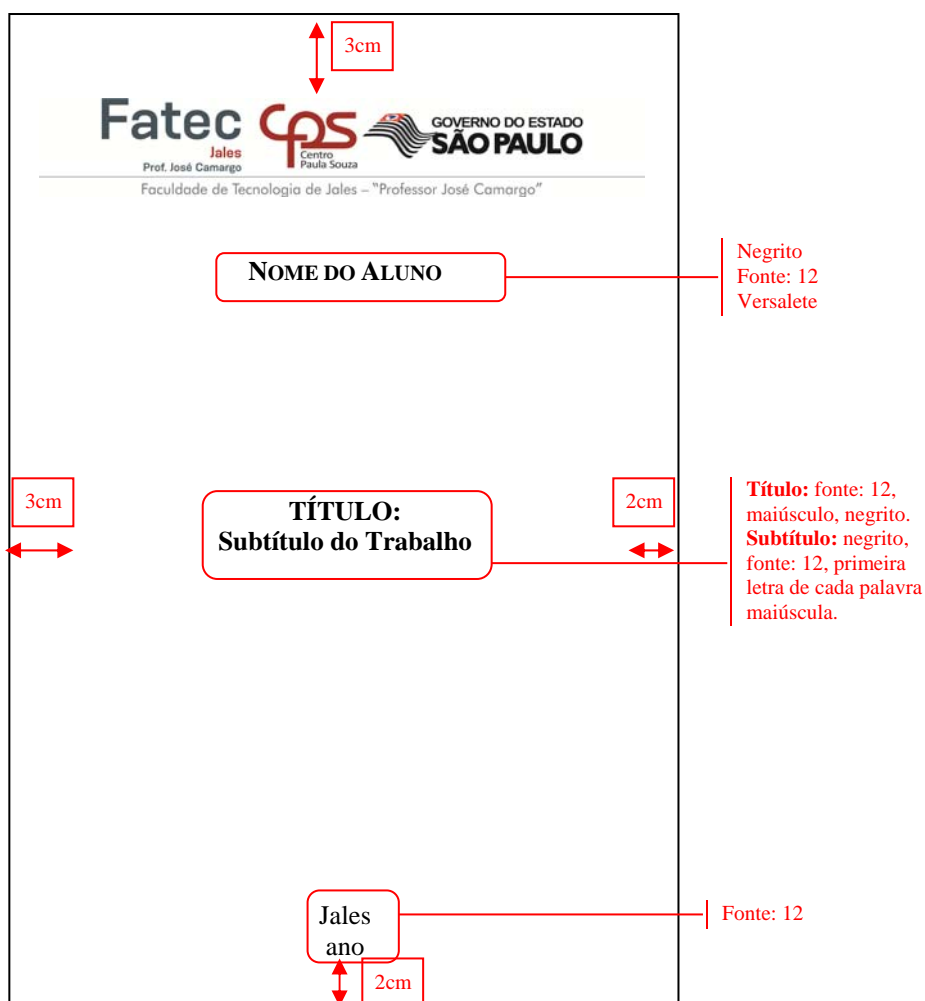 3cm
Fatec
Jales
Prof. José Camargo
CPS
Centro
Paula Souza
GOVERNO DO ESTADO
SÃO PAULO
Faculdade de Tecnologia de Jales – "Professor José Camargo"
NOME DO ALUNO
Negrito
Fonte: 12
Versalete
3cm
TÍTULO:
Subtítulo do Trabalho
2cm
Título: fonte: 12,
maiúsculo, negrito.
Subtítulo: negrito,
fonte: 12, primeira
letra de cada palavra
maiúscula.
Jales
ano
Fonte: 12
2cm